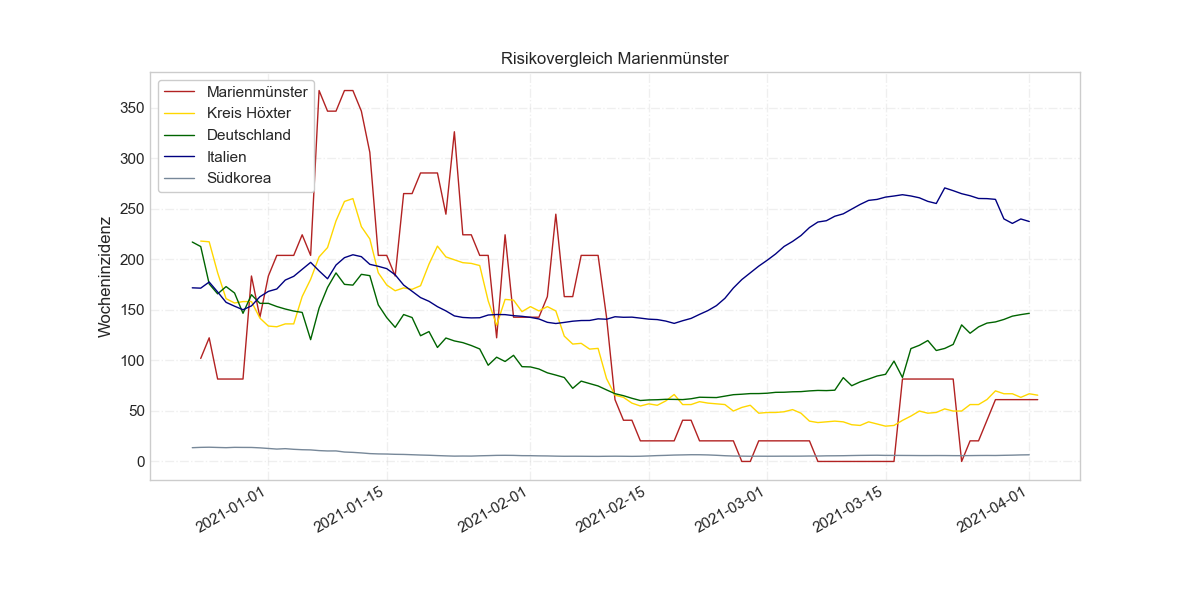 Risikovergleich Marienmünster
Marienmünster
Kreis Höxter
Deutschland
Italien
Südkorea
Wocheninzidenz
350
300
250
200
150
100
50
0
2021-01-01
2021-01-15
2021-02-01
2021-02-15
2021-03-01
2021-03-15
2021-04-01